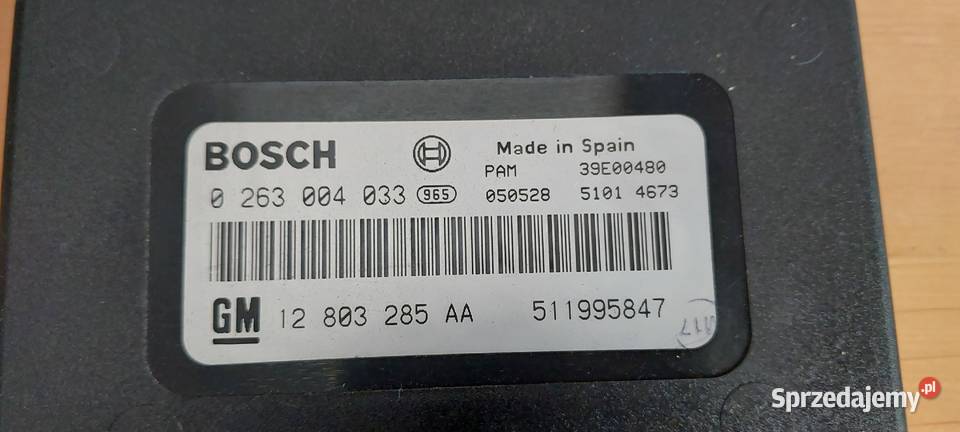 BOSCH Made in Spain
PAM 39E00480
0 263 004 033 965 050528 5101 4673
GM 12 803 285 AA 511995847
117
Sprzedajemy.pl